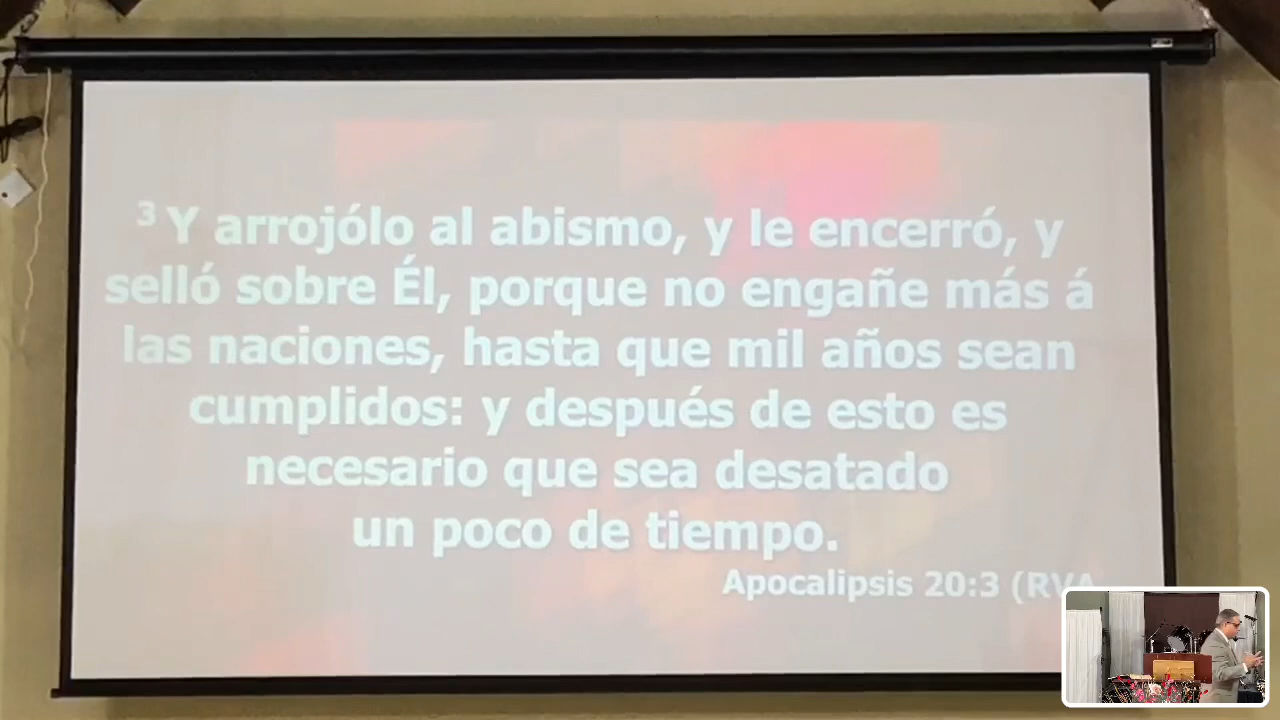 3 Y arrojólo al abismo, y le encerró, y
selló sobre Él, porque no engañe más á
las naciones, hasta que mil años sean
cumplidos: y después de esto es
necesario que sea desatado
un poco de tiempo.
Apocalipsis 20:3 (RVA